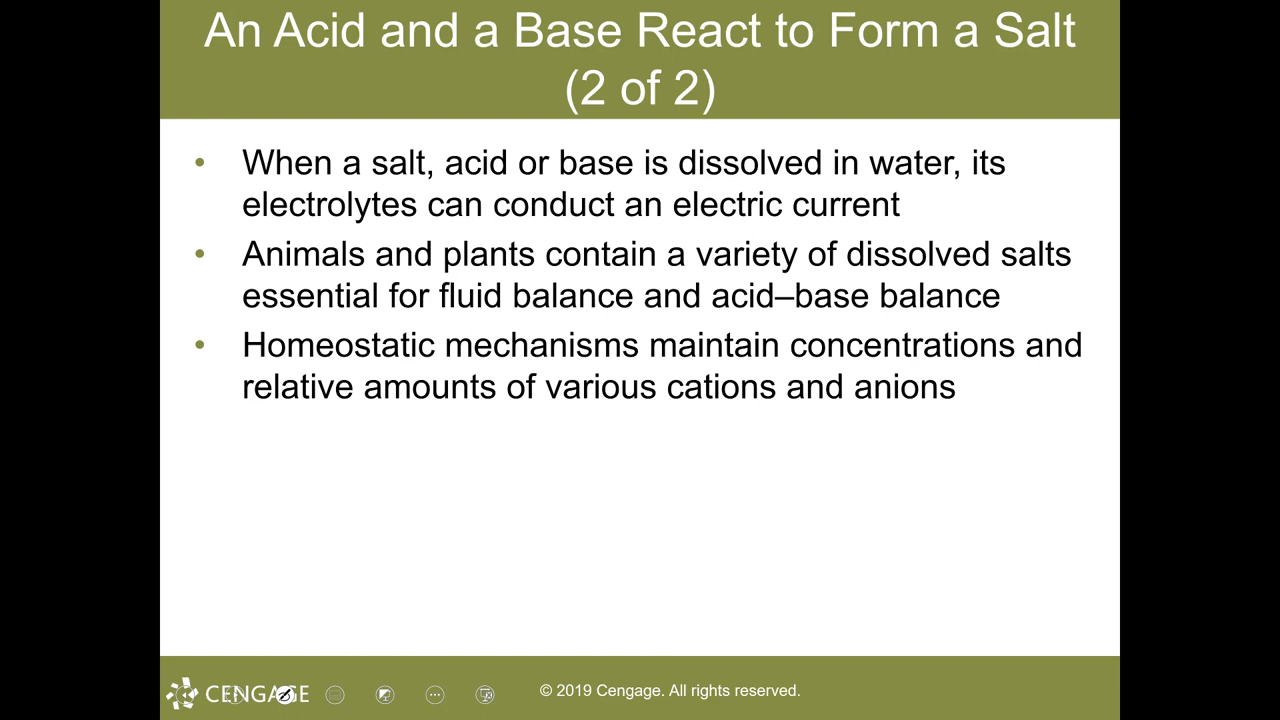 An Acid and a Base React to Form a Salt
(2 of 2)
• When a salt, acid or base is dissolved in water, its
electrolytes can conduct an electric current
• Animals and plants contain a variety of dissolved salts
essential for fluid balance and acid–base balance
• Homeostatic mechanisms maintain concentrations and
relative amounts of various cations and anions
CENGAGE
© 2019 Cengage. All rights reserved.